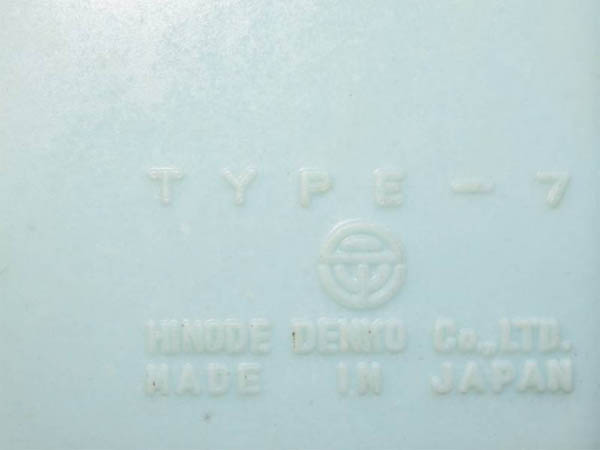 TYPE-7
HINODE DENKO Co.,LTD.
MADE IN JAPAN